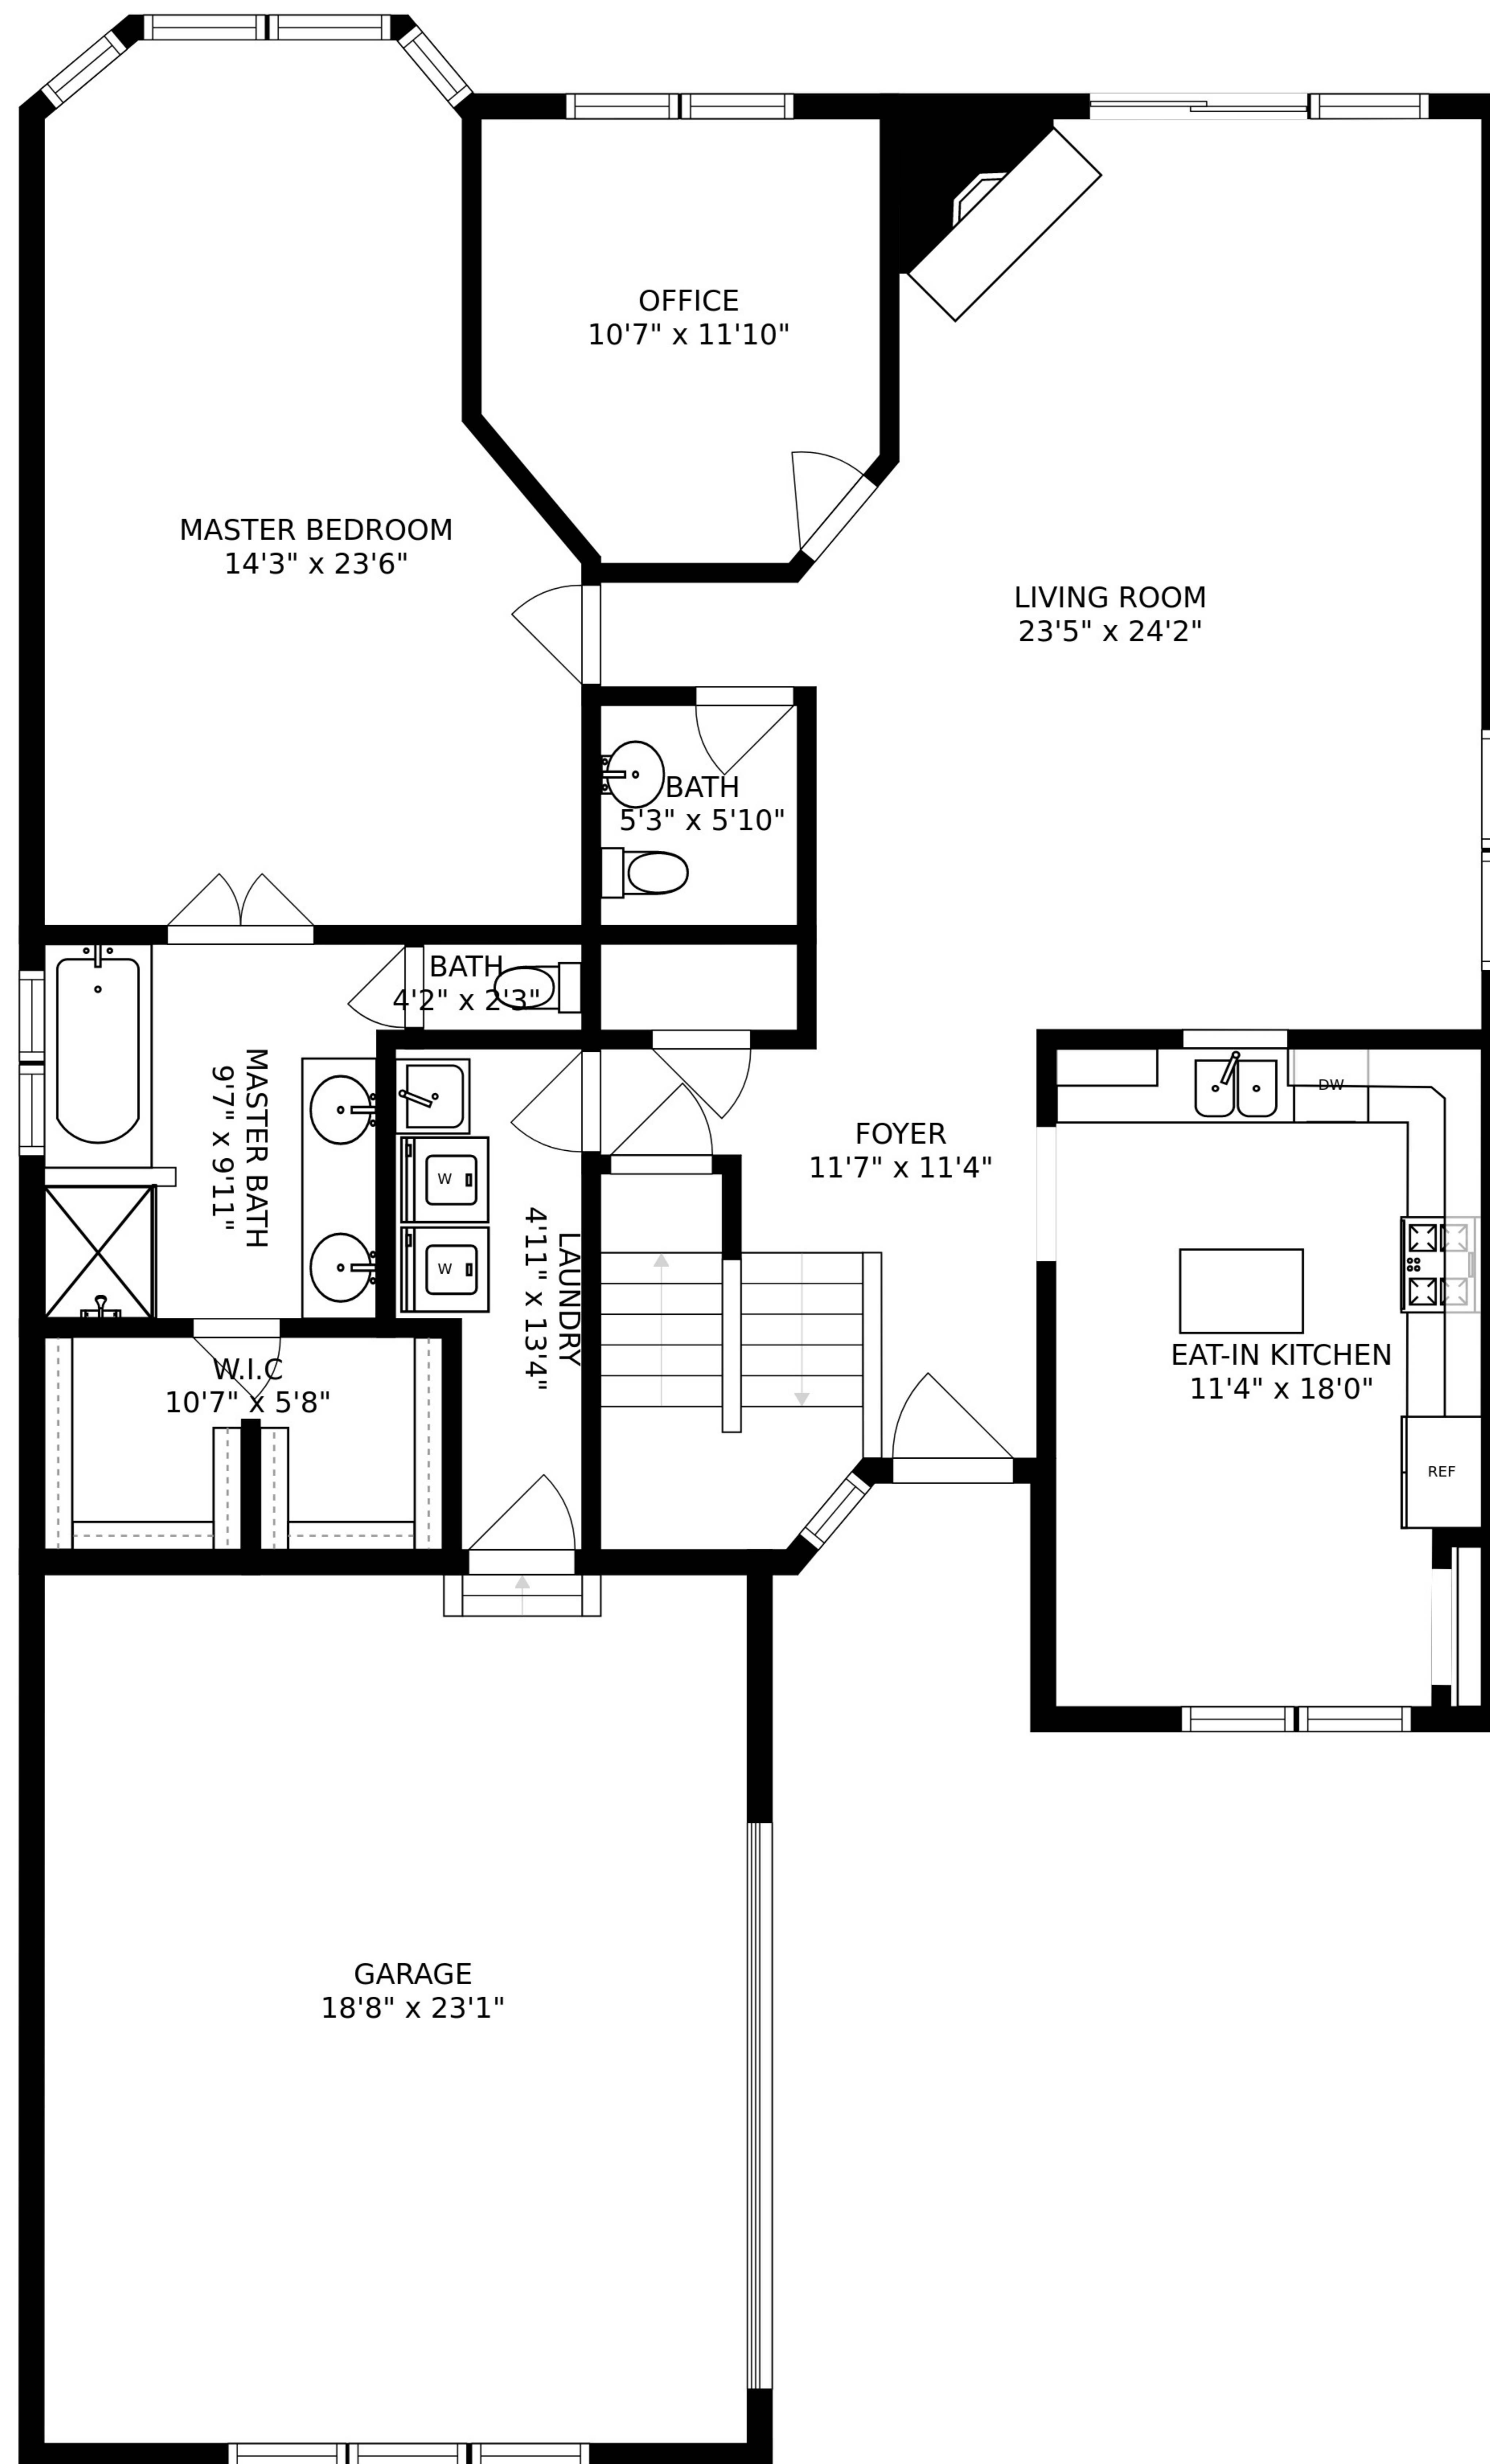 OFFICE
10'7" x 11'10"
MASTER BEDROOM
14'3" x 23'6"
LIVING ROOM
23'5" x 24'2"
BATH
5'3" x 5'10"
BATH
4'2" x 2'3"
MASTER BATH
9'7" x 9'11"
DW
FOYER
11'7" x 11'4"
W
W
LAUNDRY
4'11" x 13'4"
EAT-IN KITCHEN
11'4" x 18'0"
W.I.C
10'7" x 5'8"
REF
GARAGE
18'8" x 23'1"